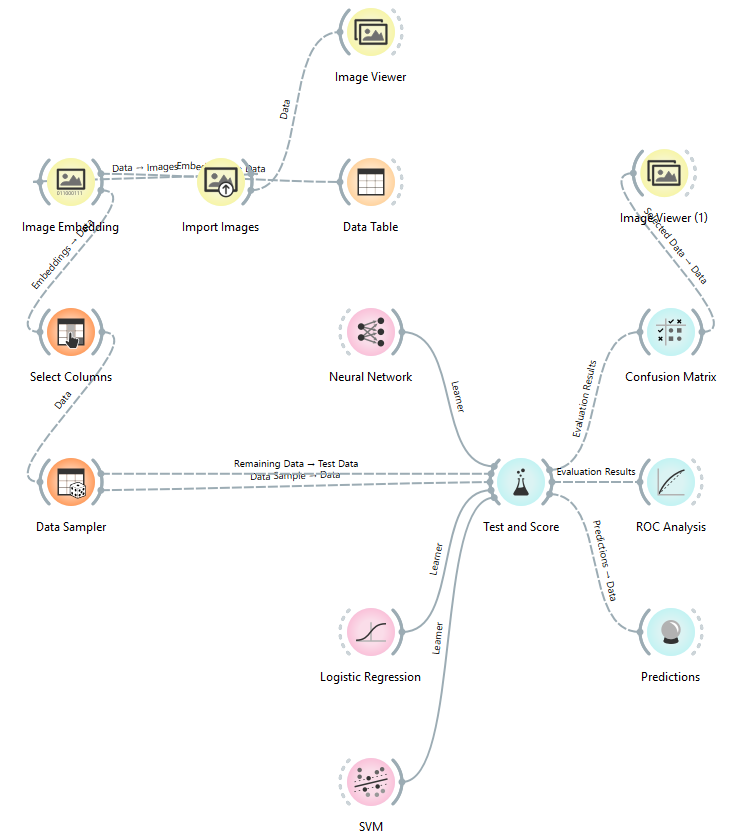 Image Viewer
Data
Data → Images
Data
Image Embedding
Import Images
Data Table
Image Viewer (1)
Embeddings → Data
Selected Data → Data
Select Columns
Neural Network
Confusion Matrix
Data
Learner
Evaluation Results
Remaining Data → Test Data
Data Sample → Data
Evaluation Results
Data Sampler
Test and Score
ROC Analysis
Learner
Predictions → Data
Learner
Logistic Regression
Predictions
SVM